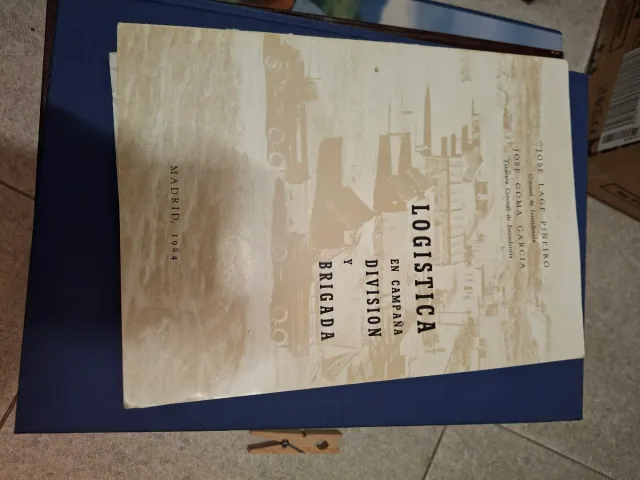 JOSE LAGE PIÑEIRO
Coronel de Intendencia
JOSE GOMA GARCIA
Teniente Coronel de Intendencia
LOGISTICA
EN CAMPAÑA
DIVISION
Y
BRIGADA
MADRID, 1984